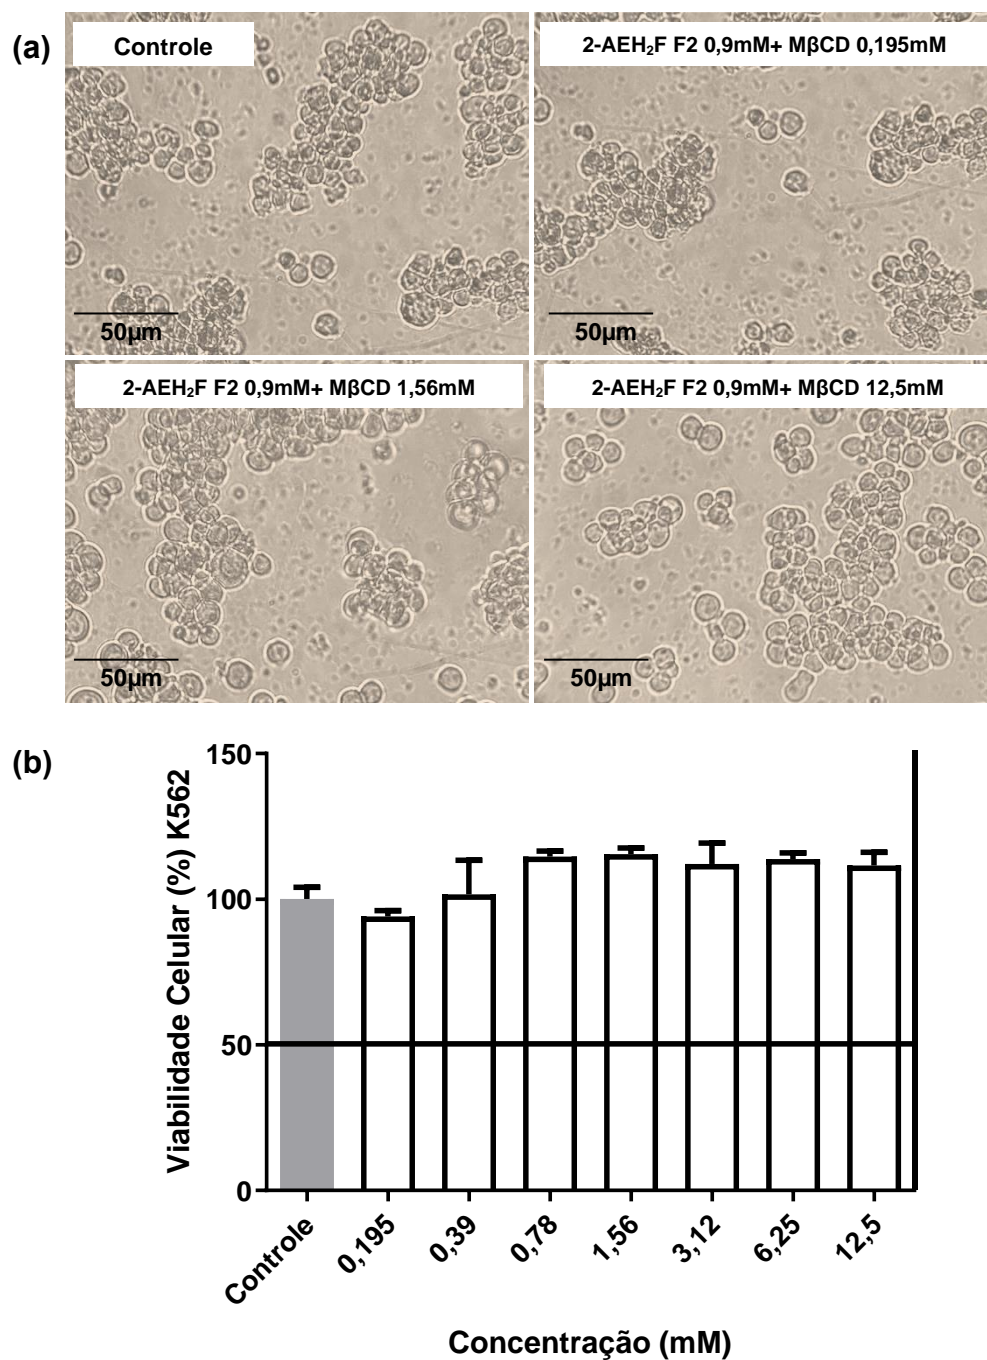 (a)
Controle
2-AEH₂F F2 0,9mM+ MβCD 0,195mM
50µm
50µm
2-AEH₂F F2 0,9mM+ MβCD 1,56mM
2-AEH₂F F2 0,9mM+ MβCD 12,5mM
50µm
50µm
(b)
Viabilidade Celular (%) K562
150
100
50
0
Controle
0,195
0,39
0,78
1,56
3,12
6,25
12,5
Concentração (mM)